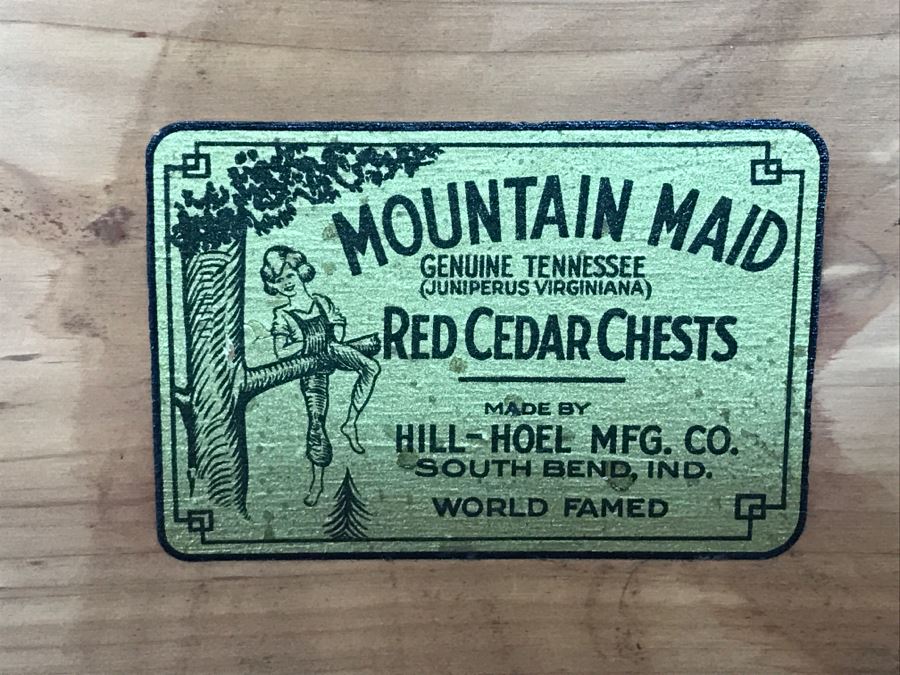 MOUNTAIN MAID
GENUINE TENNESSEE
(JUNIPERUS VIRGINIANA)
RED CEDAR CHESTS
MADE BY
HILL-HOEL MFG. CO.
SOUTH BEND, IND.
WORLD FAMED